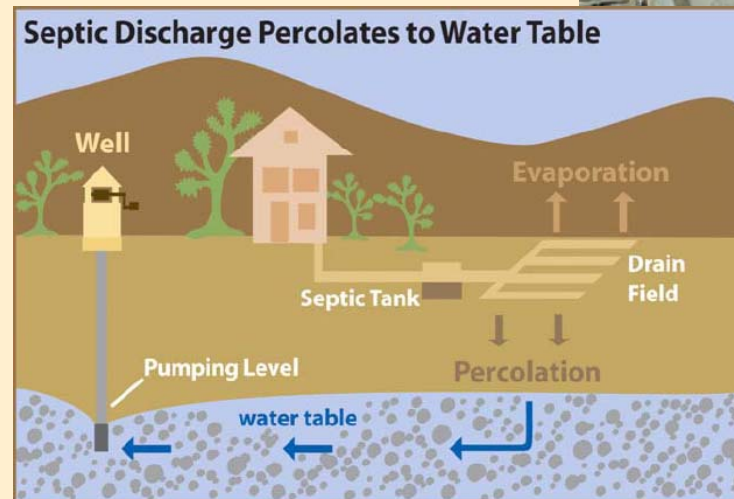 Septic Discharge Percolates to Water Table
Well
Evaporation
Drain
Field
Septic Tank
Pumping Level
Percolation
water table